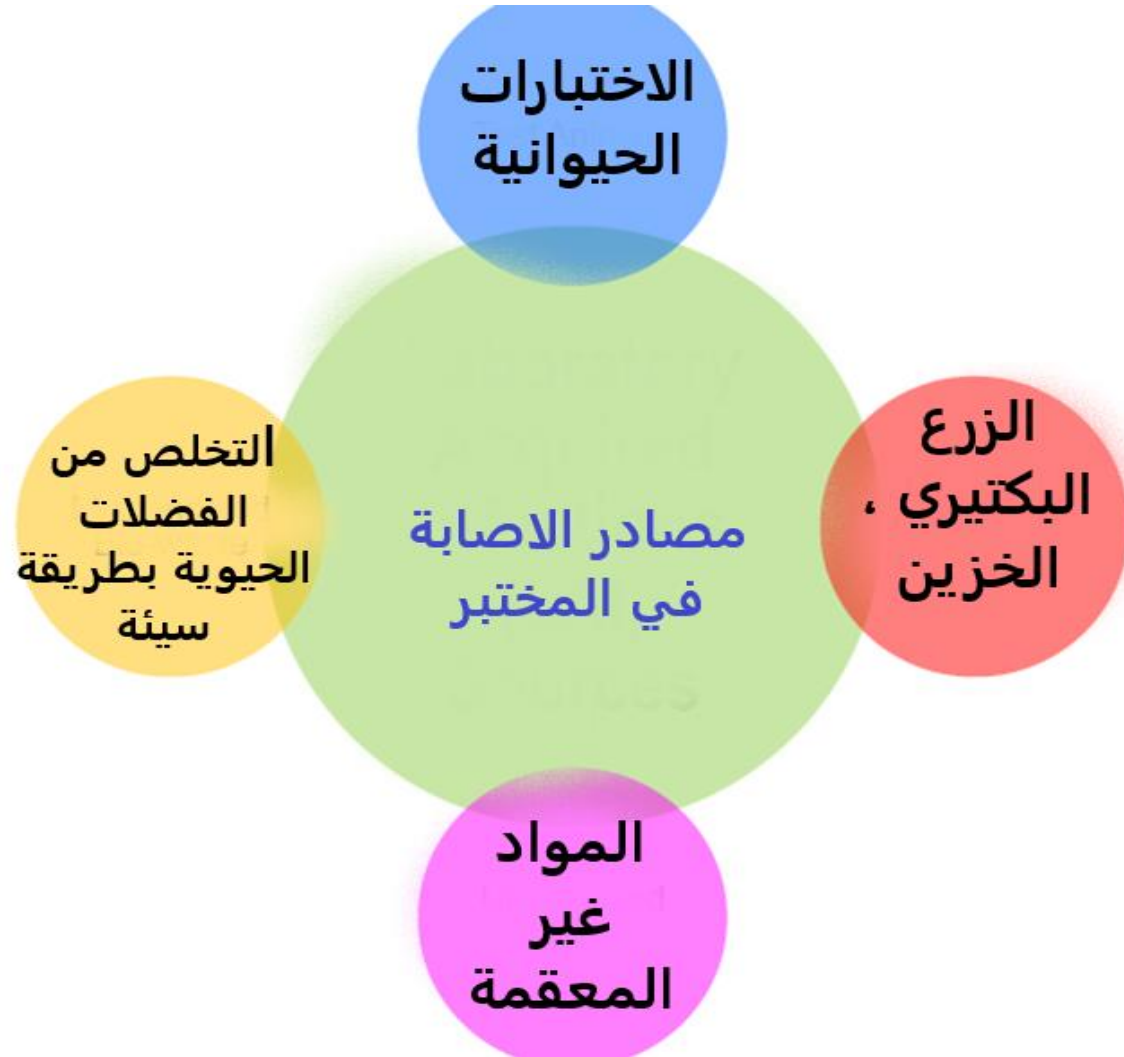 الاختبارات
الحيوانية
الزرع
البكتيري ،
الخزين
مصادر الاصابة
في المختبر
التخلص من
الفضلات
الحيوية بطريقة
سيئة
المواد
غير
المعقمة